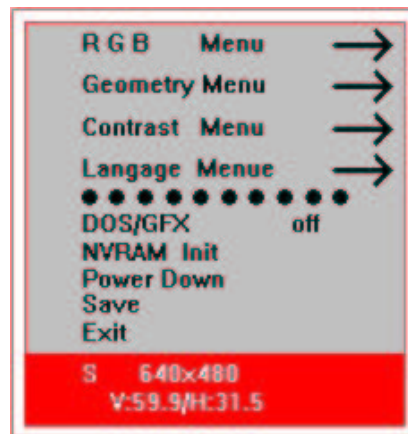 R G B Menu
Geometry Menu
Contrast Menu
Langage Menue
DOS/GFX off
NVRAM Init
Power Down
Save
Exit
S 640x480
V:59.9/H:31.5